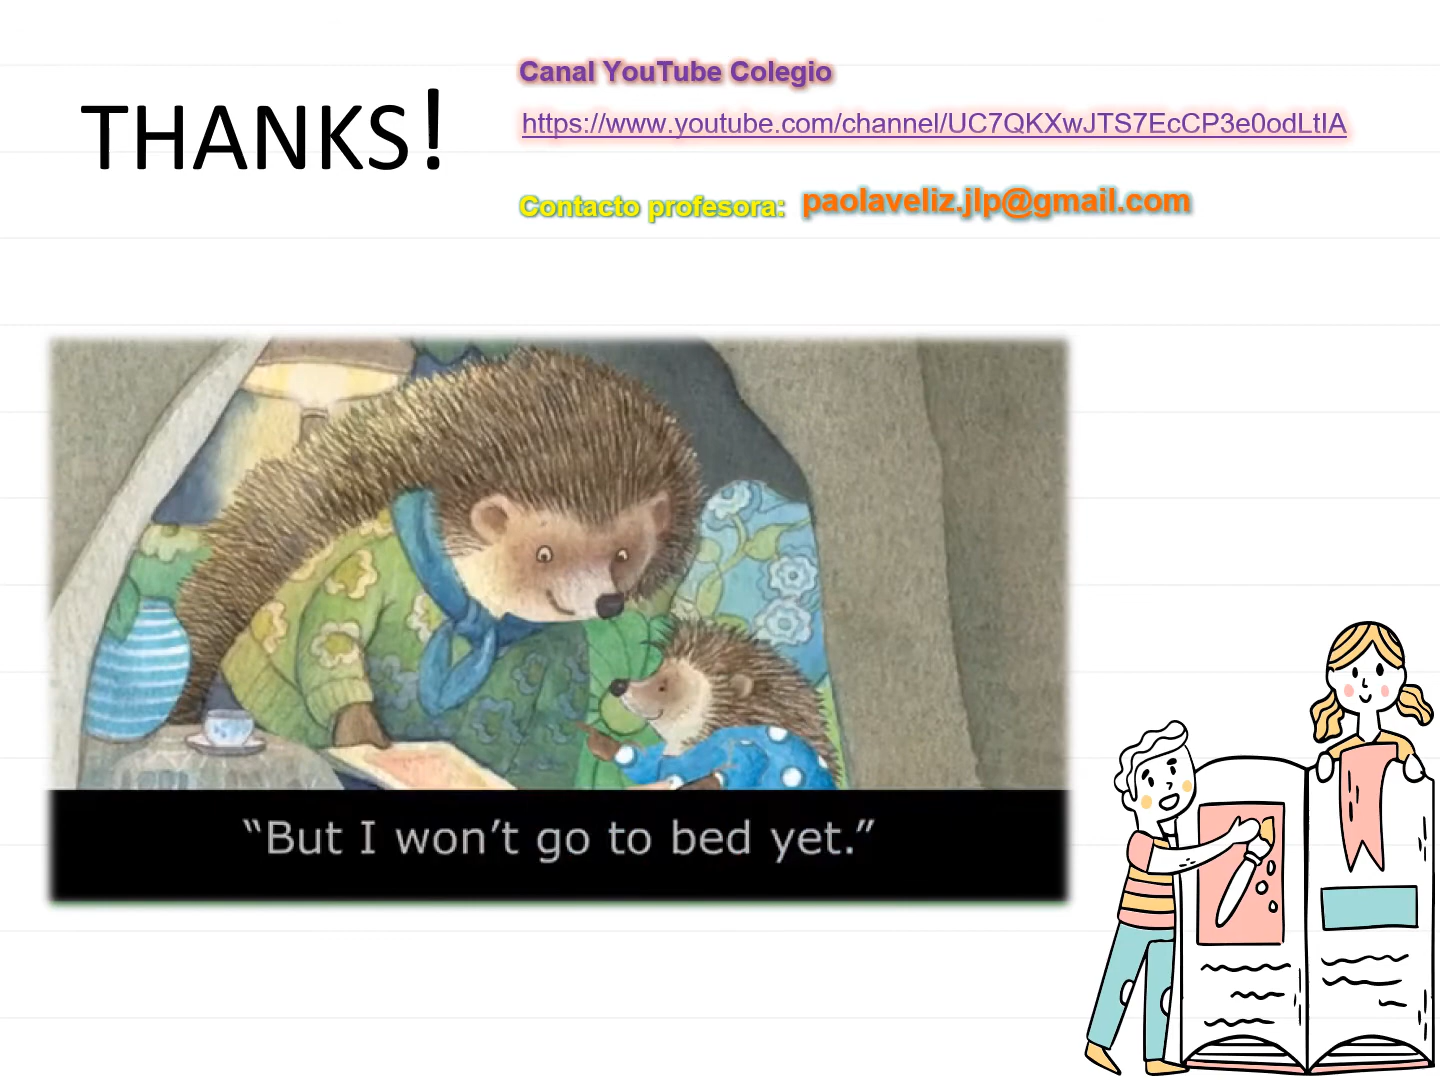 THANKS!
Canal YouTube Colegio
https://www.youtube.com/channel/UC7QKXwJTS7EcCP3e0odLtIA
Contacto profesora: paolaveliz.jlp@gmail.com
“But I won’t go to bed yet.”